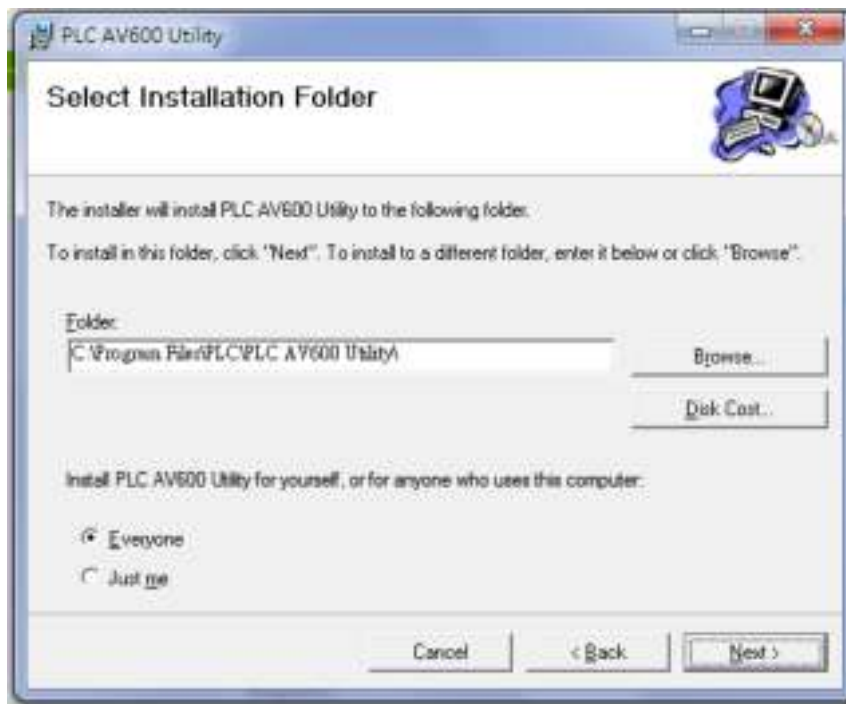 PLC AV600 Utility
Select Installation Folder
The installer will install PLC AV600 Utility to the following folder.
To install in this folder, click "Next". To install to a different folder, enter it below or click "Browse".
Folder:
C:\Program Files\PLC\PLC AV600 Utility\
Browse...
Disk Cost...
Install PLC AV600 Utility for yourself, or for anyone who uses this computer:
Everyone
Just me
Cancel
< Back
Next >